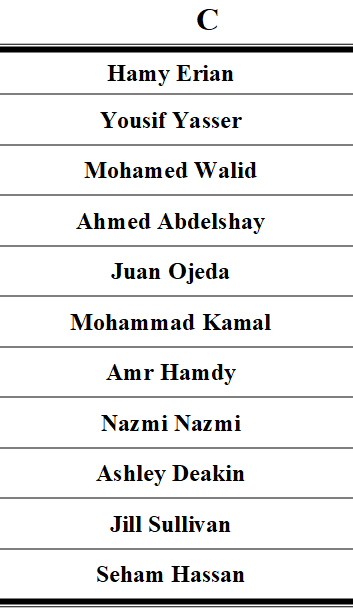 C
Hamy Erian
Yousif Yasser
Mohamed Walid
Ahmed Abdelshay
Juan Ojeda
Mohammad Kamal
Amr Hamdy
Nazmi Nazmi
Ashley Deakin
Jill Sullivan
Seham Hassan